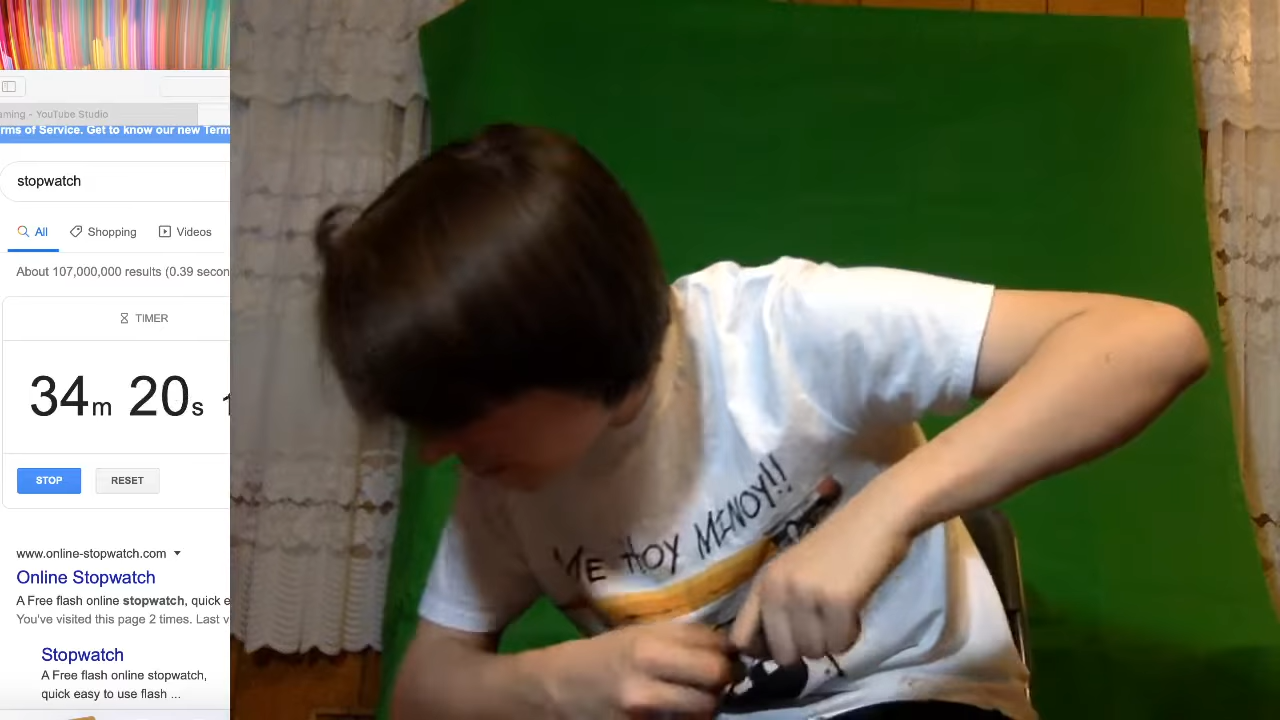 aming - YouTube Studio
rms of Service. Get to know our new Term
stopwatch
All Shopping Videos
About 107,000,000 results (0.39 secon
TIMER
34m 20s
STOP RESET
www.online-stopwatch.com
Online Stopwatch
A Free flash online stopwatch, quick e
You've visited this page 2 times. Last v
Stopwatch
A Free flash online stopwatch,
quick easy to use flash ...
ME HOY MINOY!!